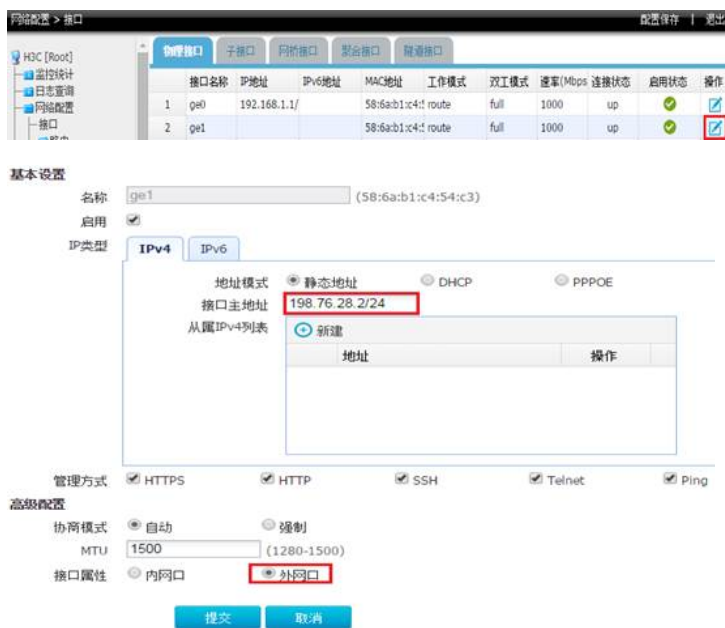 网络配置 > 接口 配置保存 | 退出
H3C [Root]
监控统计
日志查询
网络配置
接口
物理接口 子接口 网桥接口 聚合接口 隧道接口
接口名称 IP地址 IPv6地址 MAC地址 工作模式 双工模式 速率(Mbps 连接状态 启用状态 操作
1 ge0 192.168.1.1/ 58:6a:b1:c4:5 route full 1000 up
2 ge1 58:6a:b1:c4:5 route full 1000 up
基本设置
名称 ge1 (58:6a:b1:c4:54:c3)
启用
IP类型 IPv4 IPv6
地址模式 静态地址 DHCP PPPOE
接口主地址 198.76.28.2/24
从属IPv4列表 新建
地址 操作
管理方式 HTTPS HTTP SSH Telnet Ping
高级配置
协商模式 自动 强制
MTU 1500 (1280-1500)
接口属性 内网口 外网口
提交 取消